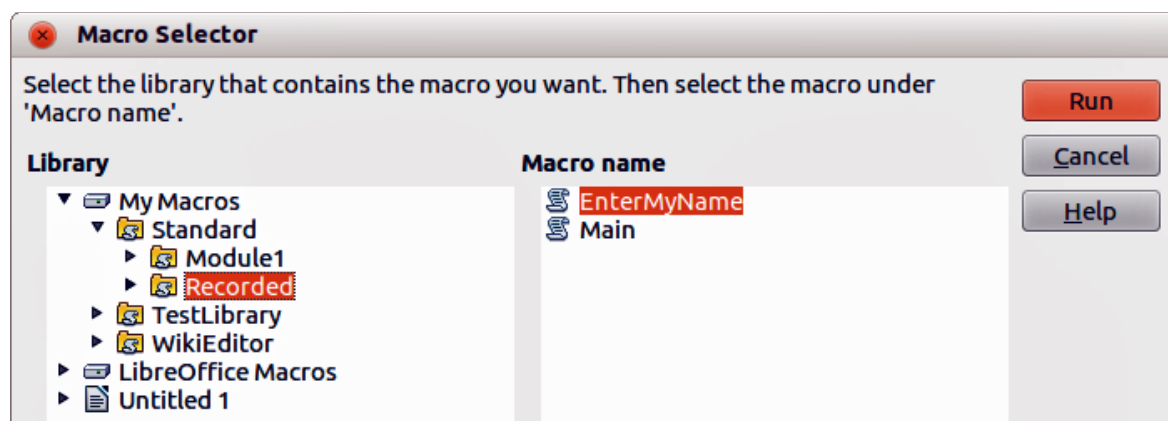 Macro Selector
Select the library that contains the macro you want. Then select the macro under
'Macro name'.
Run
Cancel
Help
Library
My Macros
Standard
Module1
Recorded
TestLibrary
WikiEditor
LibreOffice Macros
Untitled 1
Macro name
EnterMyName
Main